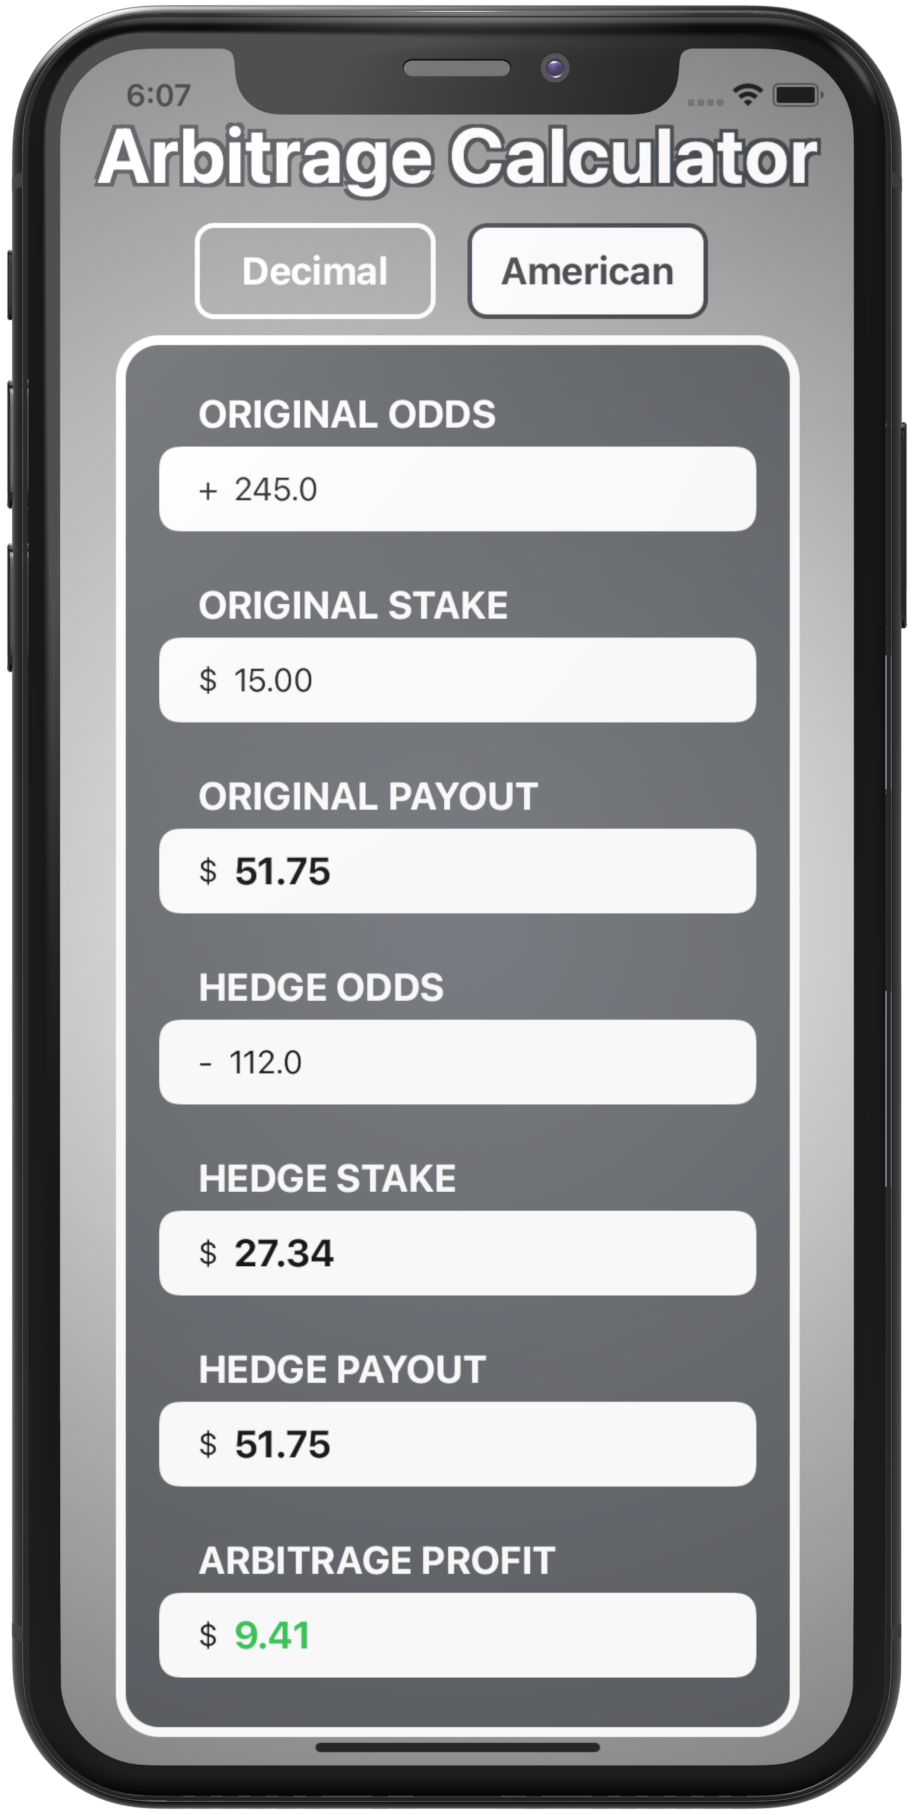 6:07
Arbitrage Calculator
Decimal American
ORIGINAL ODDS
+ 245.0
ORIGINAL STAKE
$ 15.00
ORIGINAL PAYOUT
$ 51.75
HEDGE ODDS
- 112.0
HEDGE STAKE
$ 27.34
HEDGE PAYOUT
$ 51.75
ARBITRAGE PROFIT
$ 9.41